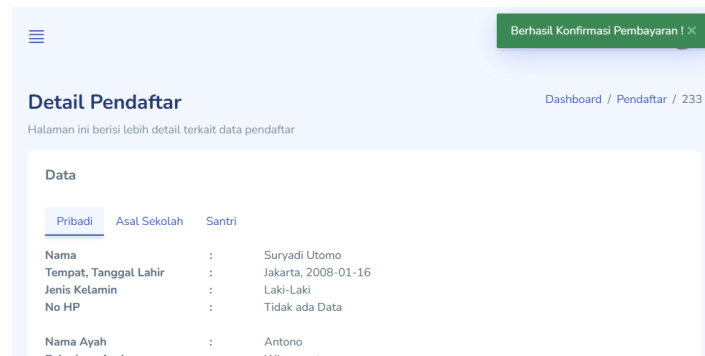 Berhasil Konfirmasi Pembayaran ! ×
Detail Pendaftar
Dashboard / Pendaftar / 233
Halaman ini berisi lebih detail terkait data pendaftar
Data
Pribadi Asal Sekolah Santri
Nama : Suryadi Utomo
Tempat, Tanggal Lahir : Jakarta, 2008-01-16
Jenis Kelamin : Laki-Laki
No HP : Tidak ada Data
Nama Ayah : Antono